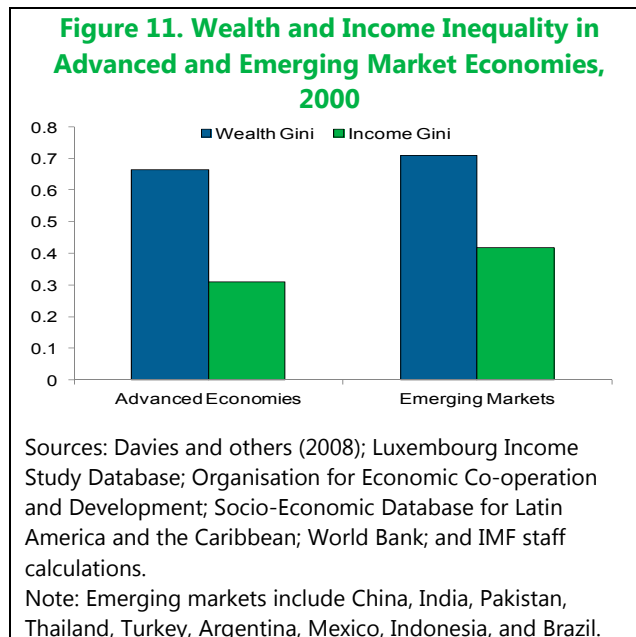 Figure 11. Wealth and Income Inequality in
Advanced and Emerging Market Economies,
2000
0.8
Wealth Gini Income Gini
0.7
0.6
0.5
0.4
0.3
0.2
0.1
0
Advanced Economies Emerging Markets
Sources: Davies and others (2008); Luxembourg Income
Study Database; Organisation for Economic Co-operation
and Development; Socio-Economic Database for Latin
America and the Caribbean; World Bank; and IMF staff
calculations.
Note: Emerging markets include China, India, Pakistan,
Thailand, Turkey, Argentina, Mexico, Indonesia, and Brazil.